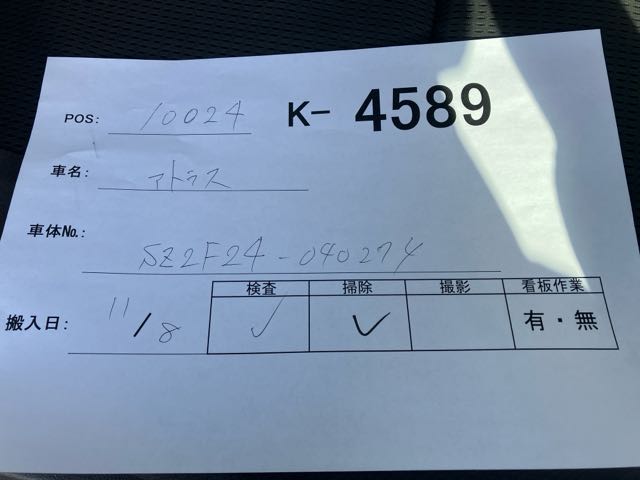 POS: 10024 K- 4589
車名: アトラス
車体No.: SZ2F24-040274
検査 掃除 撮影 看板作業
搬入日: 11/8 ✓ ✓ 有・無